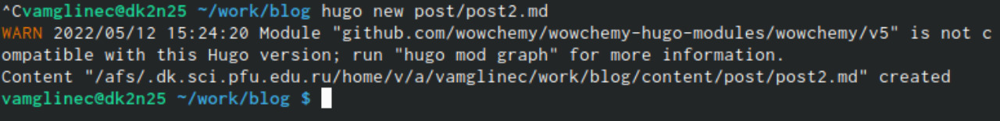 ^Cvamglinec@dk2n25 ~/work/blog hugo new post/post2.md
WARN 2022/05/12 15:24:20 Module "github.com/wowchemy/wowchemy-hugo-modules/wowchemy/v5" is not c
ompatible with this Hugo version; run "hugo mod graph" for more information.
Content "/afs/.dk.sci.pfu.edu.ru/home/v/a/vamglinec/work/blog/content/post/post2.md" created
vamglinec@dk2n25 ~/work/blog $